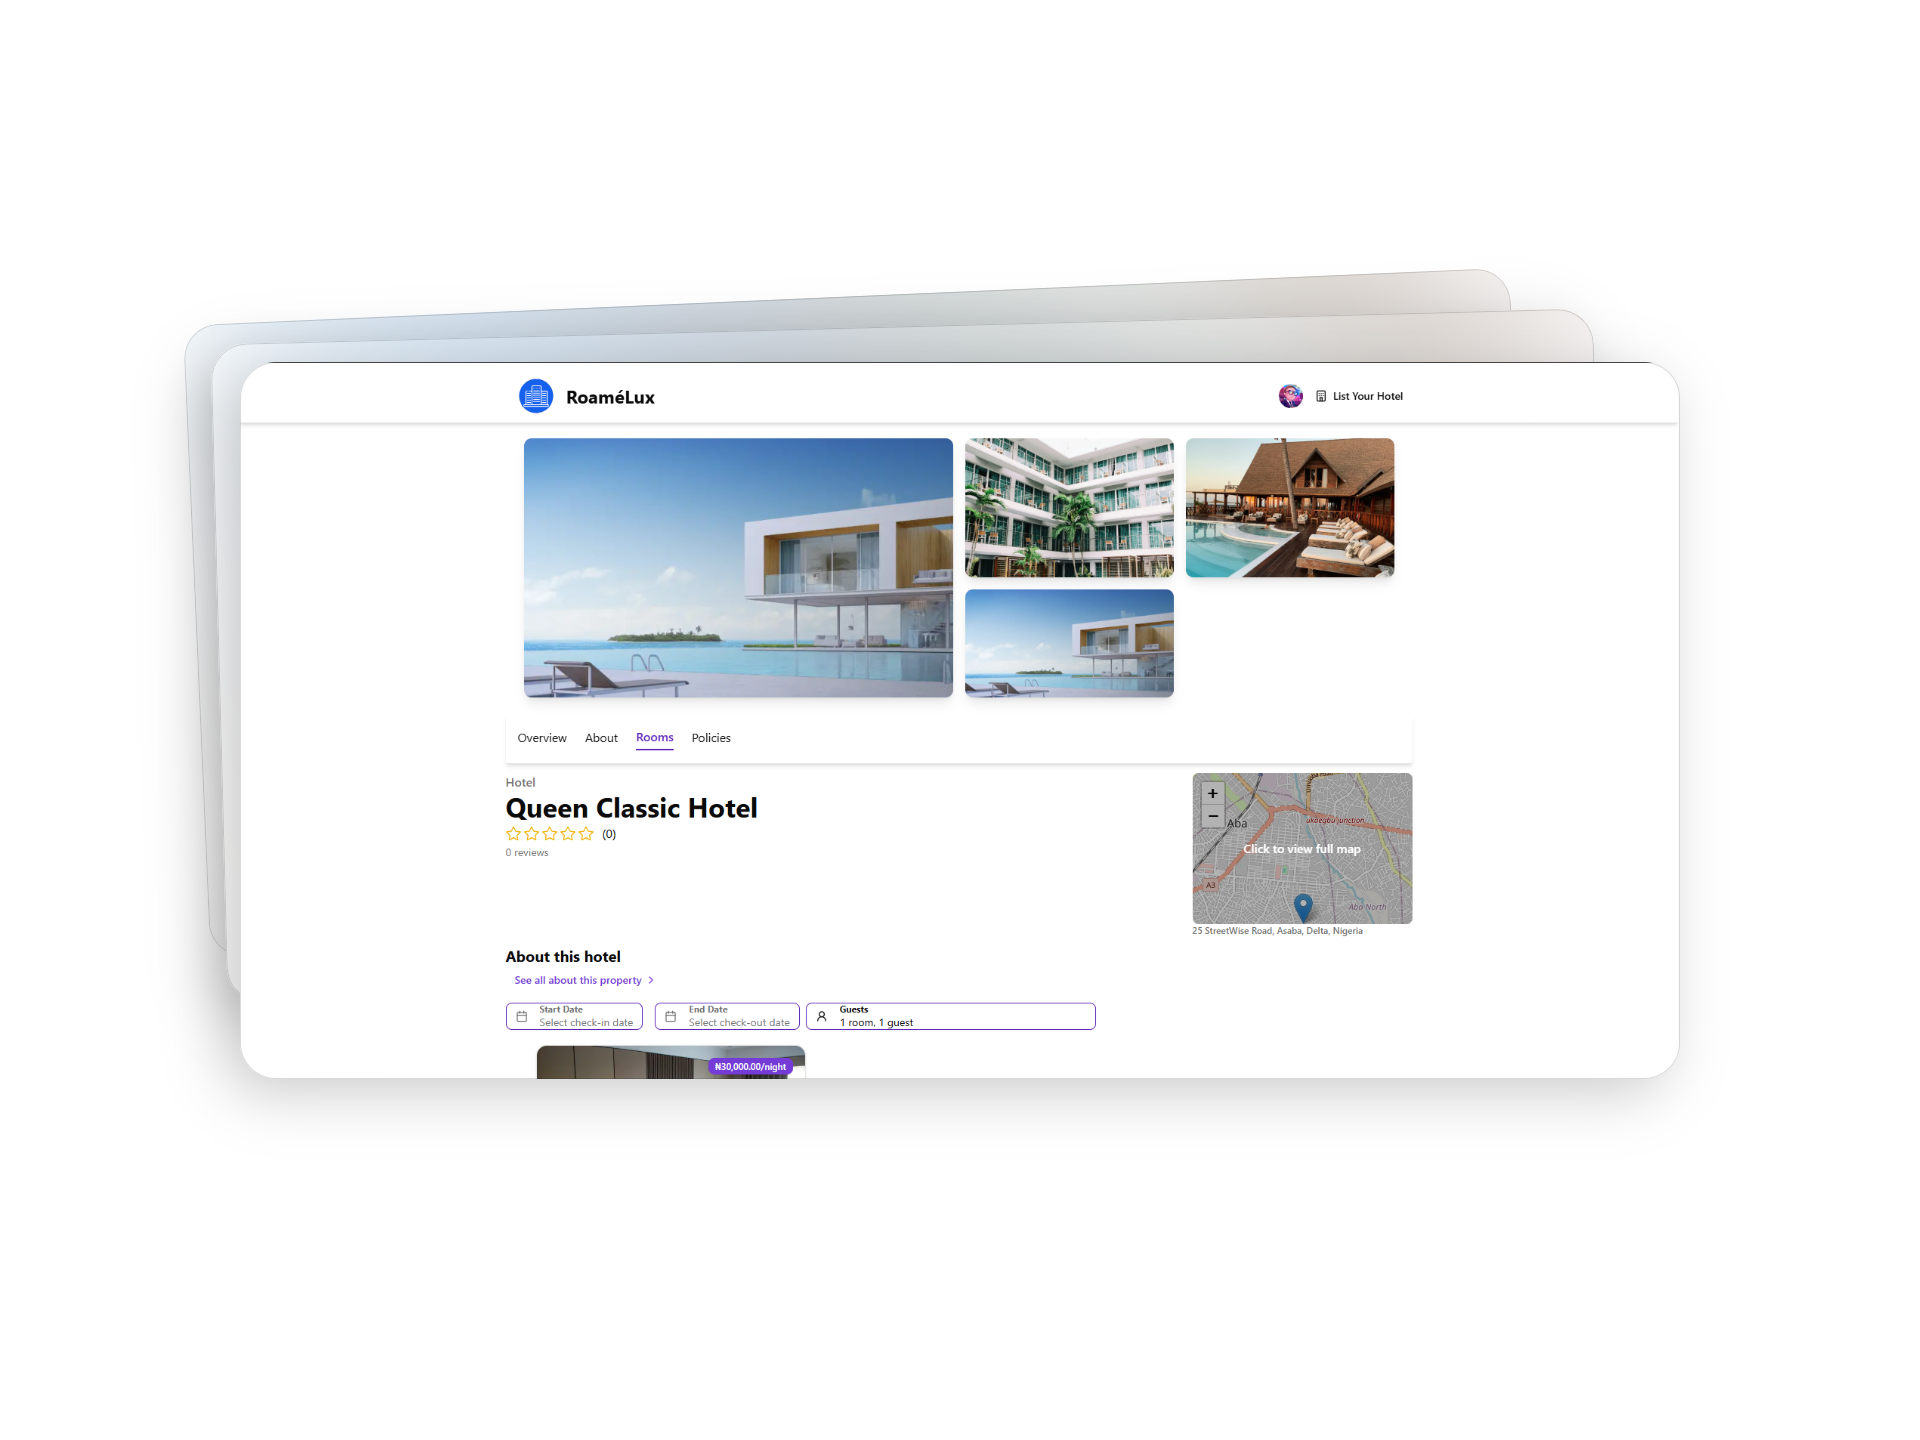 RoaméLux
List Your Hotel
Overview About Rooms Policies
Hotel
Queen Classic Hotel
(0)
0 reviews
+
−
Aba
Click to view full map
A3
Aba North
25 StreetWise Road, Asaba, Delta, Nigeria
About this hotel
See all about this property
Start Date
Select check-in date
End Date
Select check-out date
Guests
1 room, 1 guest
₦30,000.00/night